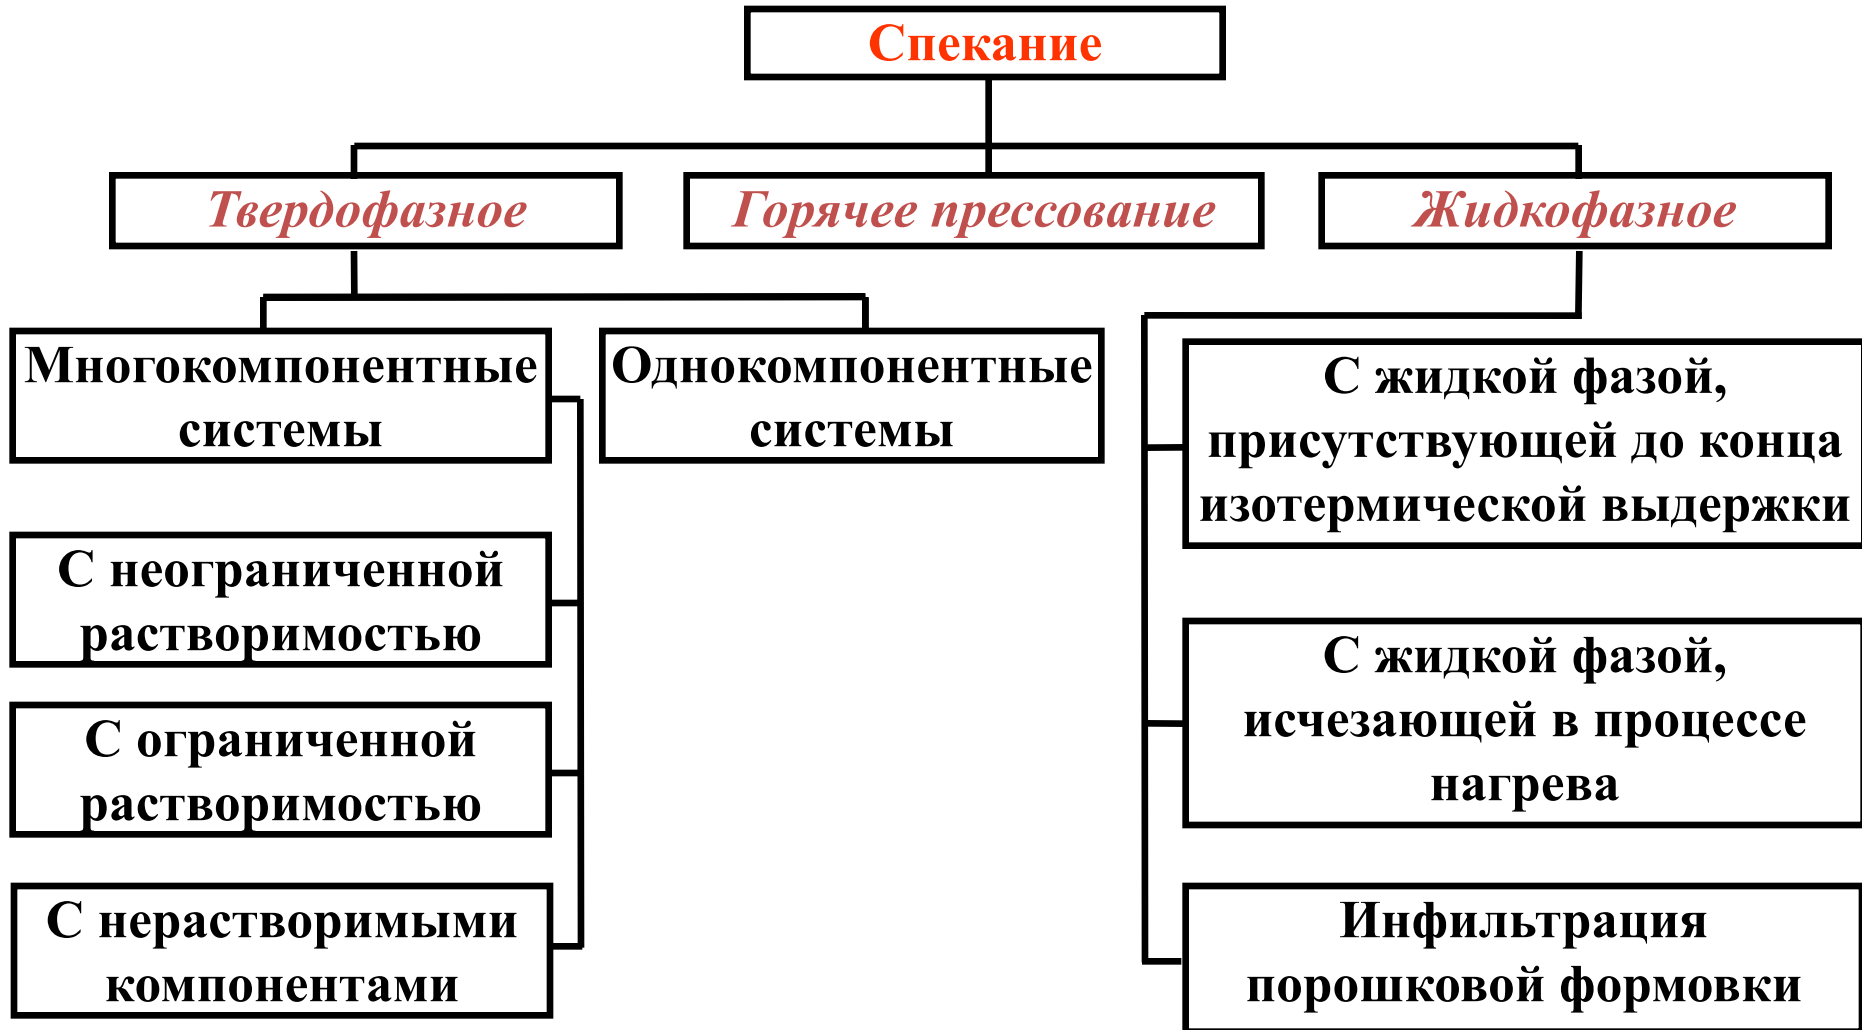 Спекание
Твердофазное
Горячее прессование
Жидкофазное
Многокомпонентные
системы
Однокомпонентные
системы
С неограниченной
растворимостью
С ограниченной
растворимостью
С нерастворимыми
компонентами
С жидкой фазой,
присутствующей до конца
изотермической выдержки
С жидкой фазой,
исчезающей в процессе
нагрева
Инфильтрация
порошковой формовки